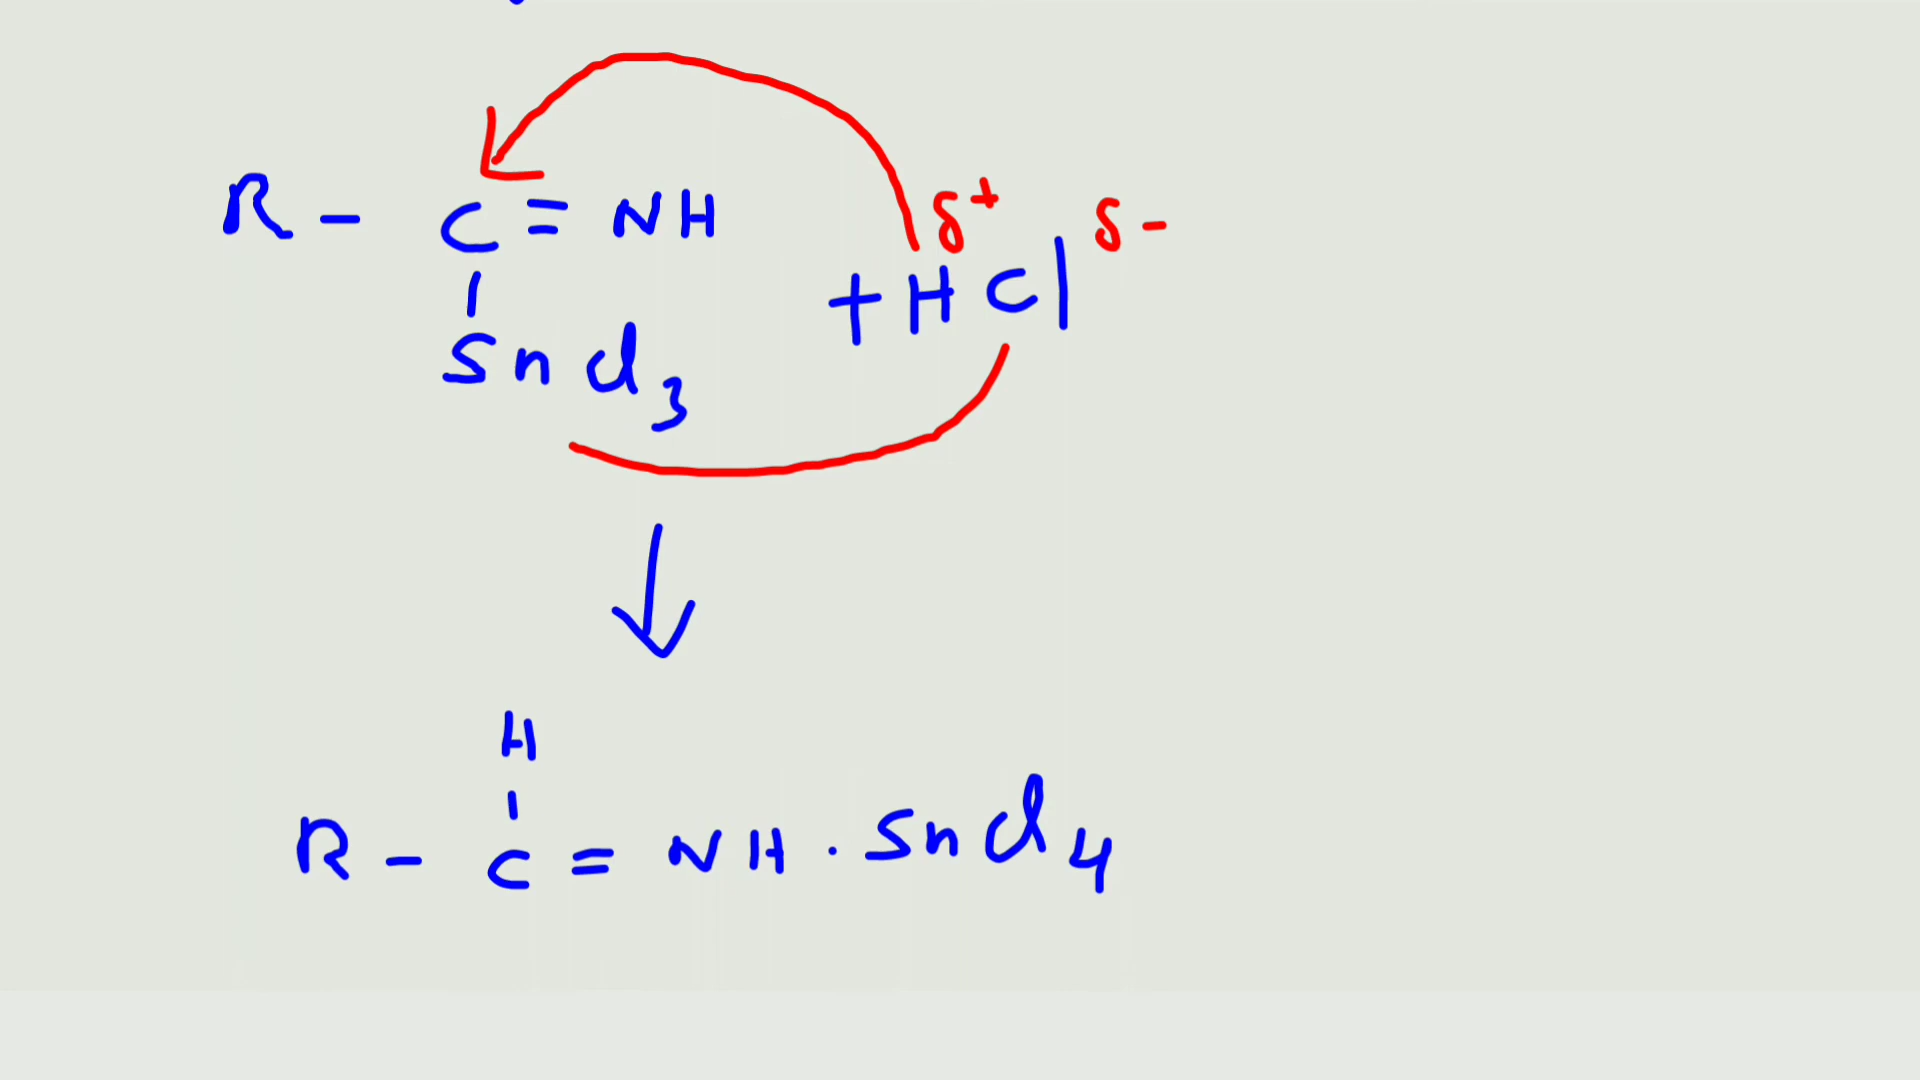 R - C = NH
δ+ δ-
+ HCl
SnCl3
H
R - C = NH · SnCl4